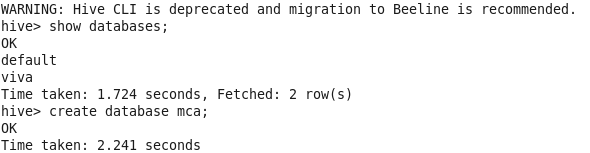 WARNING: Hive CLI is deprecated and migration to Beeline is recommended.
hive> show databases;
OK
default
viva
Time taken: 1.724 seconds, Fetched: 2 row(s)
hive> create database mca;
OK
Time taken: 2.241 seconds